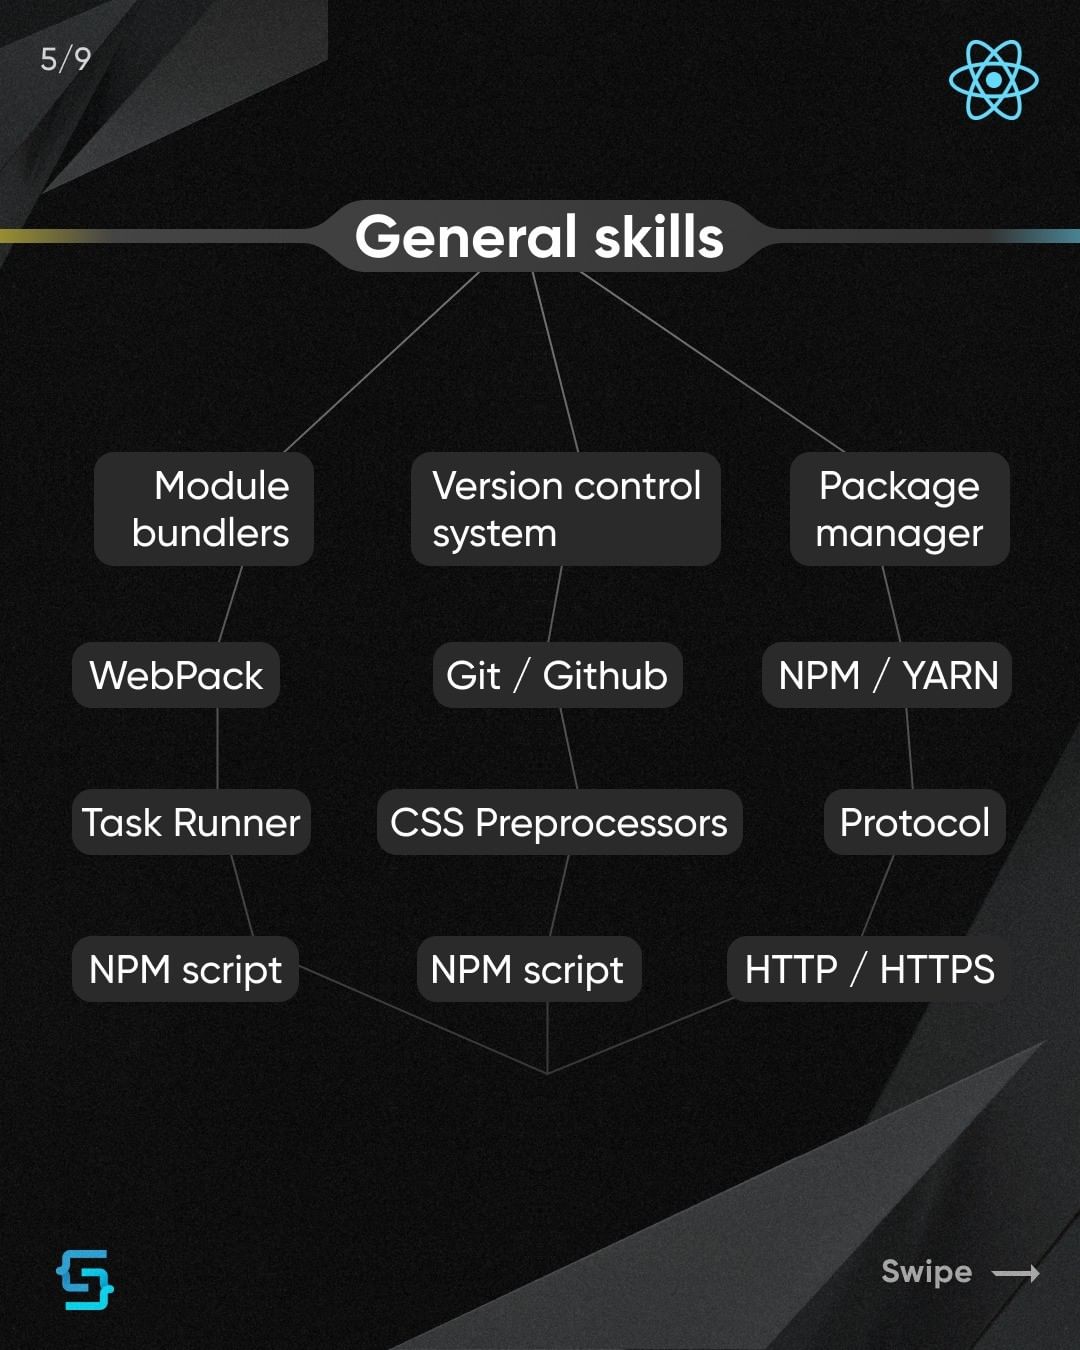 5/9
General skills
Module
bundlers
Version control
system
Package
manager
WebPack
Git / Github
NPM / YARN
Task Runner
CSS Preprocessors
Protocol
NPM script
NPM script
HTTP / HTTPS
Swipe